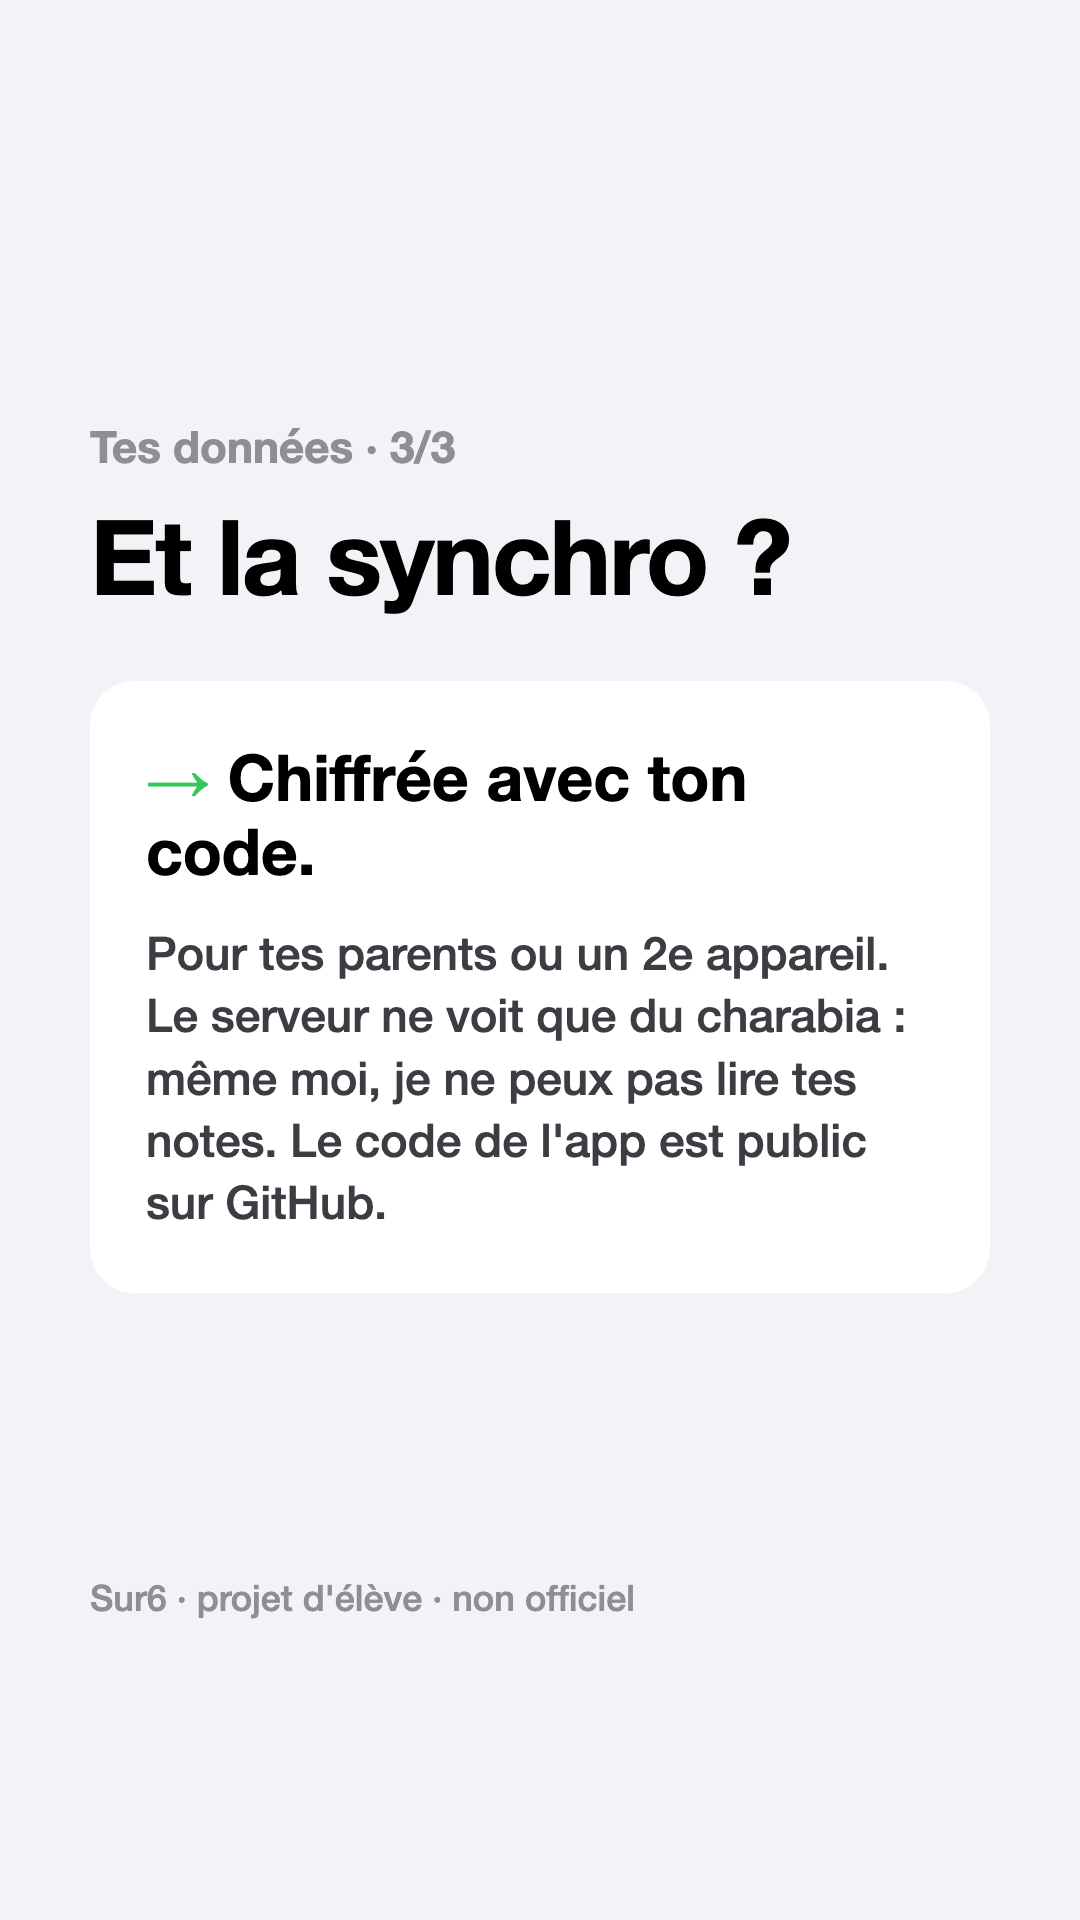 Tes données · 3/3
Et la synchro ?
→ Chiffrée avec ton
code.
Pour tes parents ou un 2e appareil.
Le serveur ne voit que du charabia :
même moi, je ne peux pas lire tes
notes. Le code de l'app est public
sur GitHub.
Sur6 · projet d'élève · non officiel